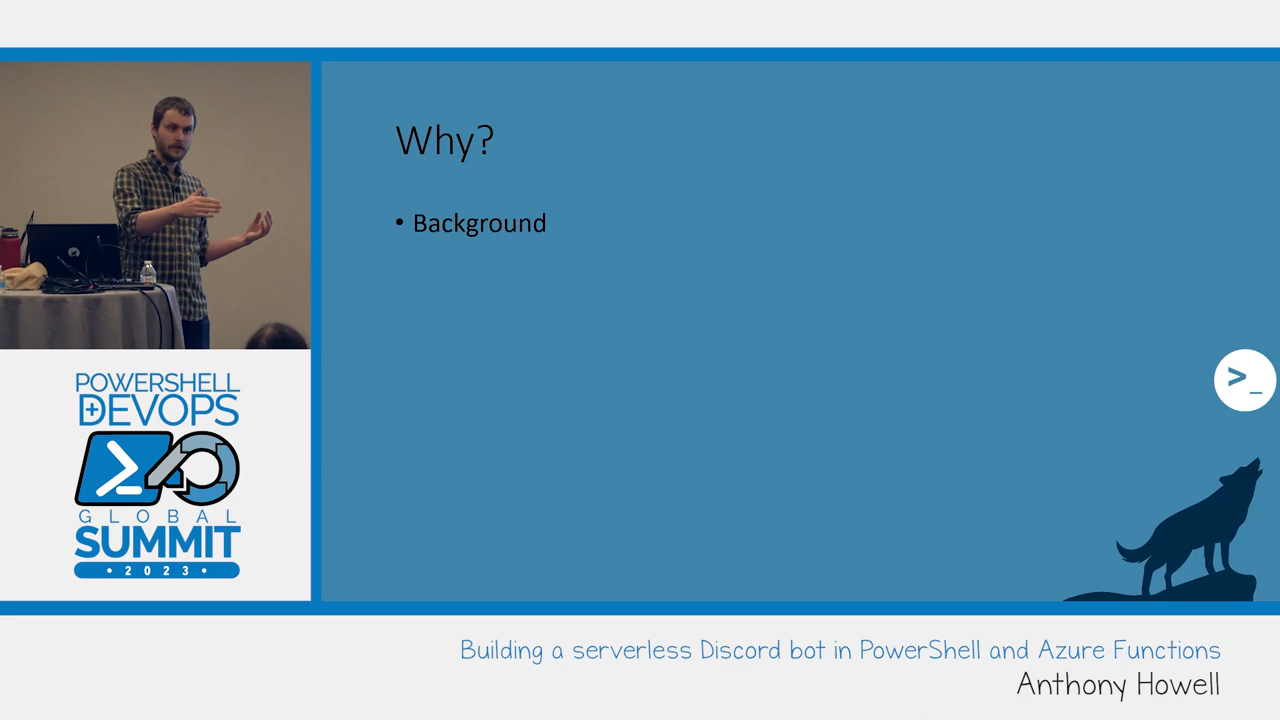 Why?
• Background
>_
POWERSHELL
+DEVOPS
GLOBAL
SUMMIT
• 2023 •
Building a serverless Discord bot in PowerShell and Azure Functions
Anthony Howell